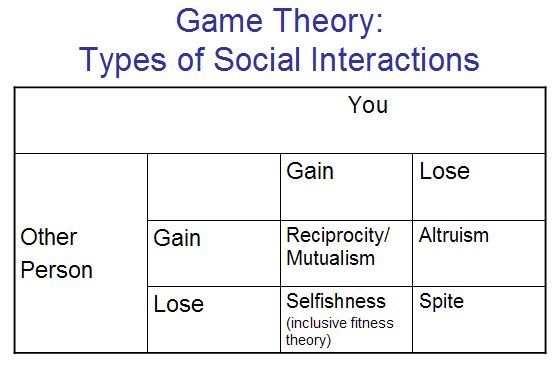 Game Theory:
Types of Social Interactions
You
Gain Lose
Other
Person
Gain
Reciprocity/
Mutualism
Altruism
Lose
Selfishness
(inclusive fitness
theory)
Spite